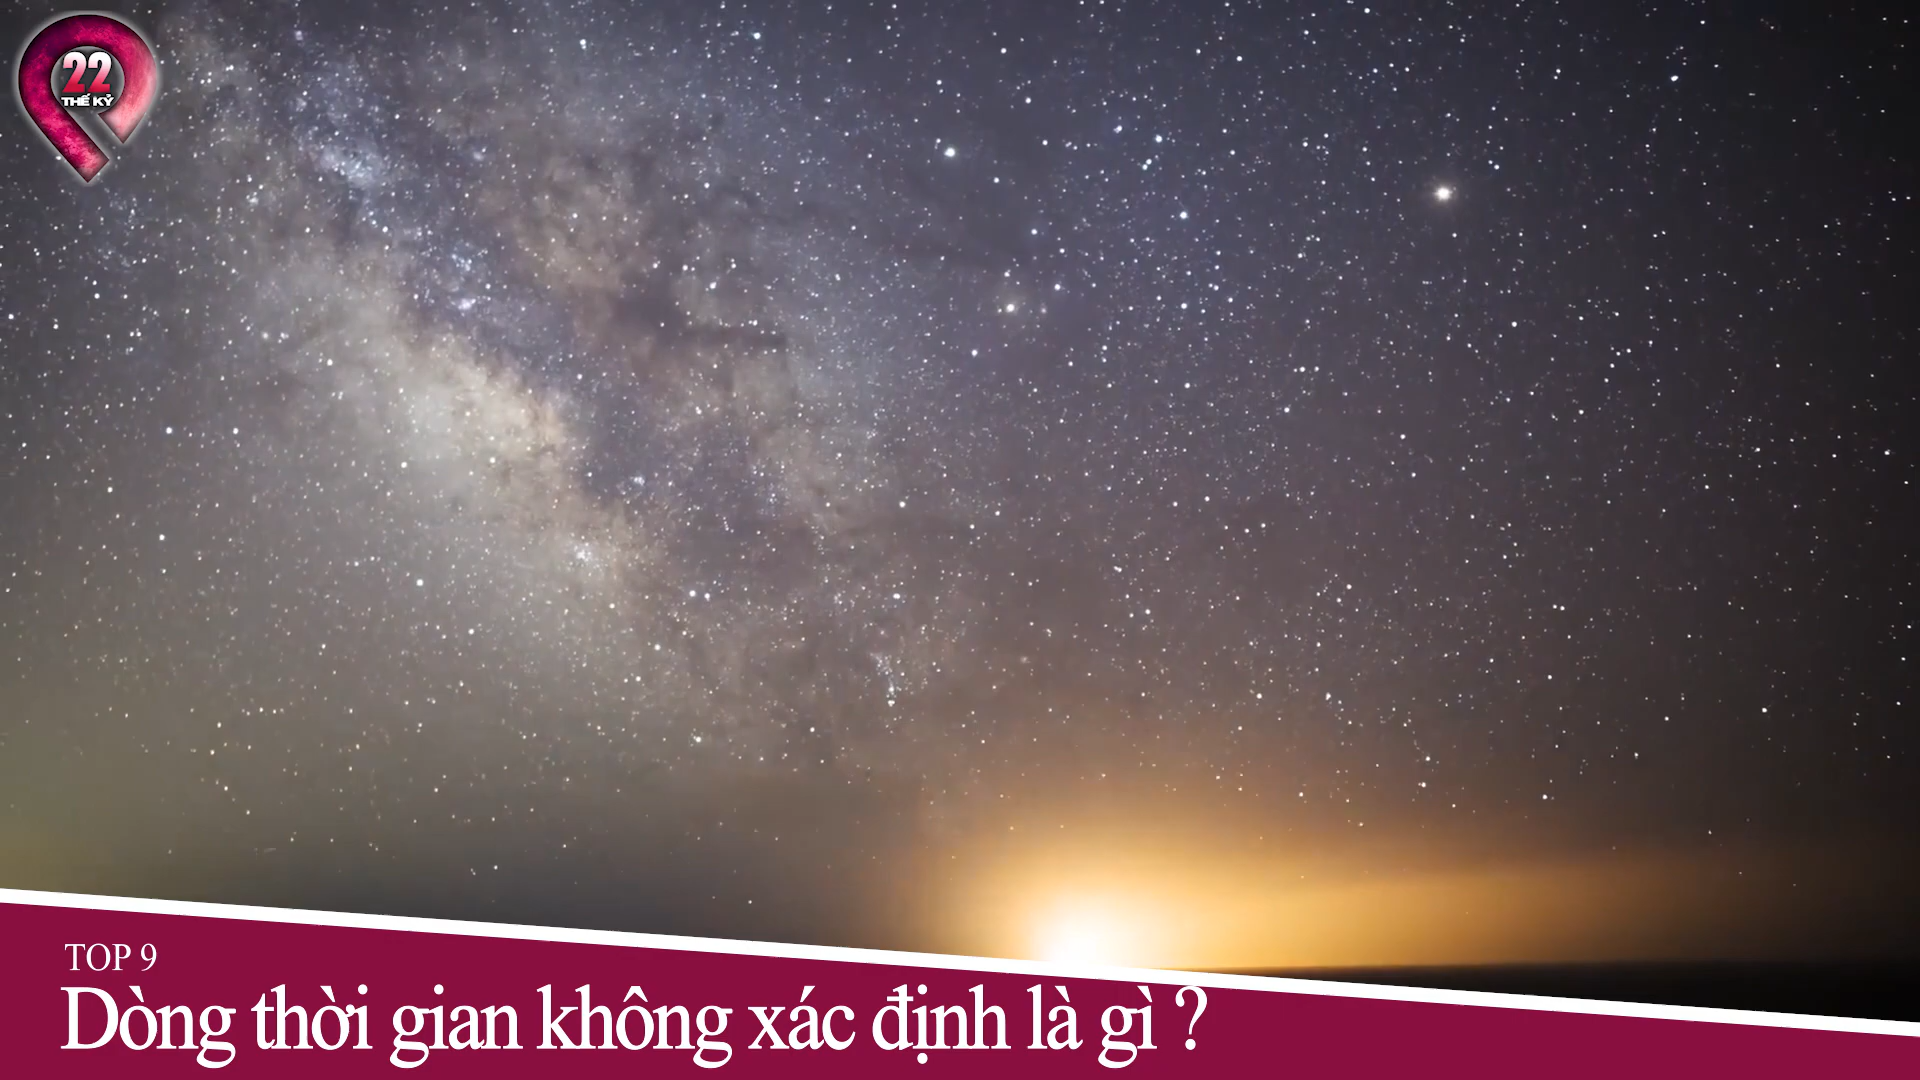 22
THẾ KỶ
TOP 9
Dòng thời gian không xác định là gì ?